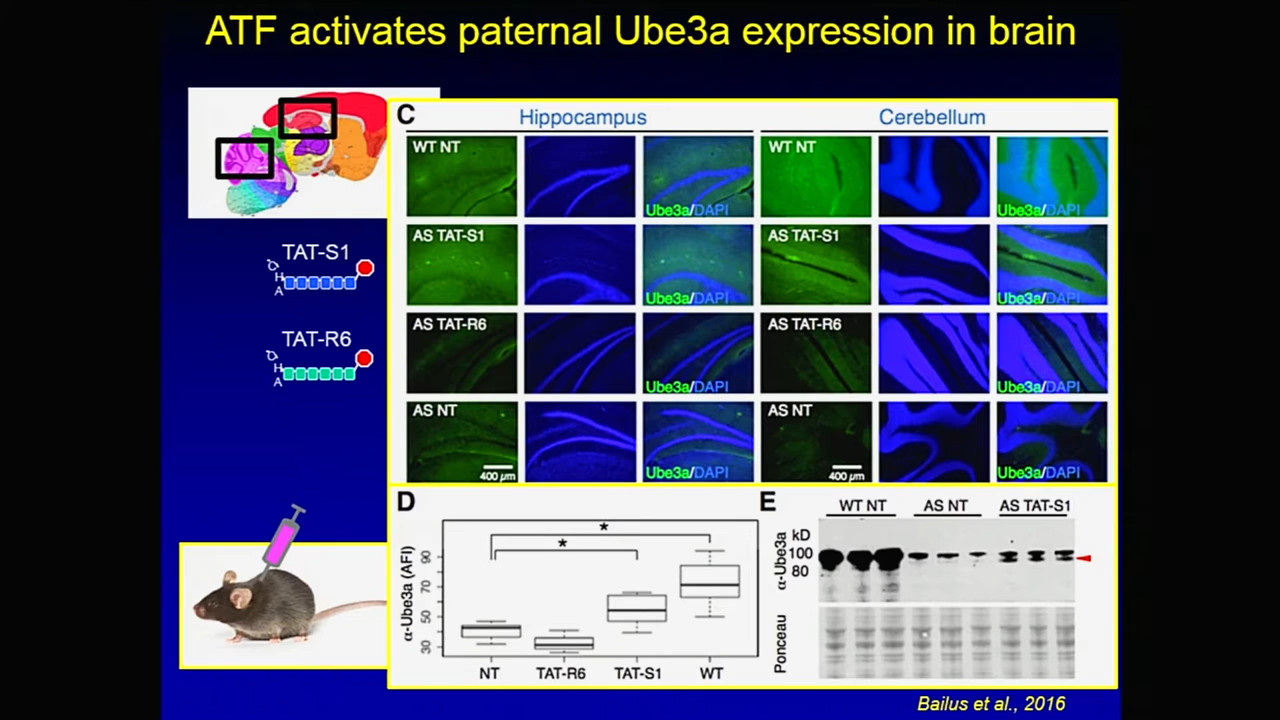 ATF activates paternal Ube3a expression in brain
TAT-S1
HA
TAT-R6
HA
C
Hippocampus
Cerebellum
WT NT
Ube3a/DAPI
WT NT
Ube3a/DAPI
AS TAT-S1
Ube3a/DAPI
AS TAT-S1
Ube3a/DAPI
AS TAT-R6
Ube3a/DAPI
AS TAT-R6
Ube3a/DAPI
AS NT
400 µm
Ube3a/DAPI
AS NT
400 µm
Ube3a/DAPI
D
α-Ube3a (AFI)
90
70
50
30
*
*
NT TAT-R6 TAT-S1 WT
E
WT NT AS NT AS TAT-S1
α-Ube3a
kD
100
80
Ponceau
Bailus et al., 2016